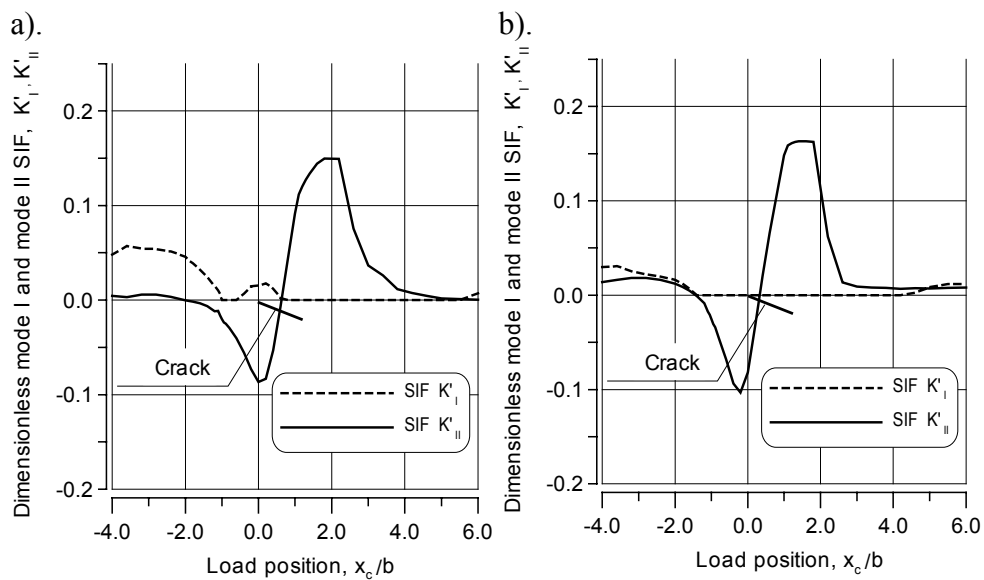 a).
Dimensionless mode I and mode II SIF, K'I, K'II
0.2
0.1
0.0
-0.1
-0.2
Crack
SIF K'I
SIF K'II
-4.0 -2.0 0.0 2.0 4.0 6.0
Load position, xc/b
b).
Dimensionless mode I and mode II SIF, K'I, K'II
0.2
0.1
0.0
-0.1
-0.2
Crack
SIF K'I
SIF K'II
-4.0 -2.0 0.0 2.0 4.0 6.0
Load position, xc/b